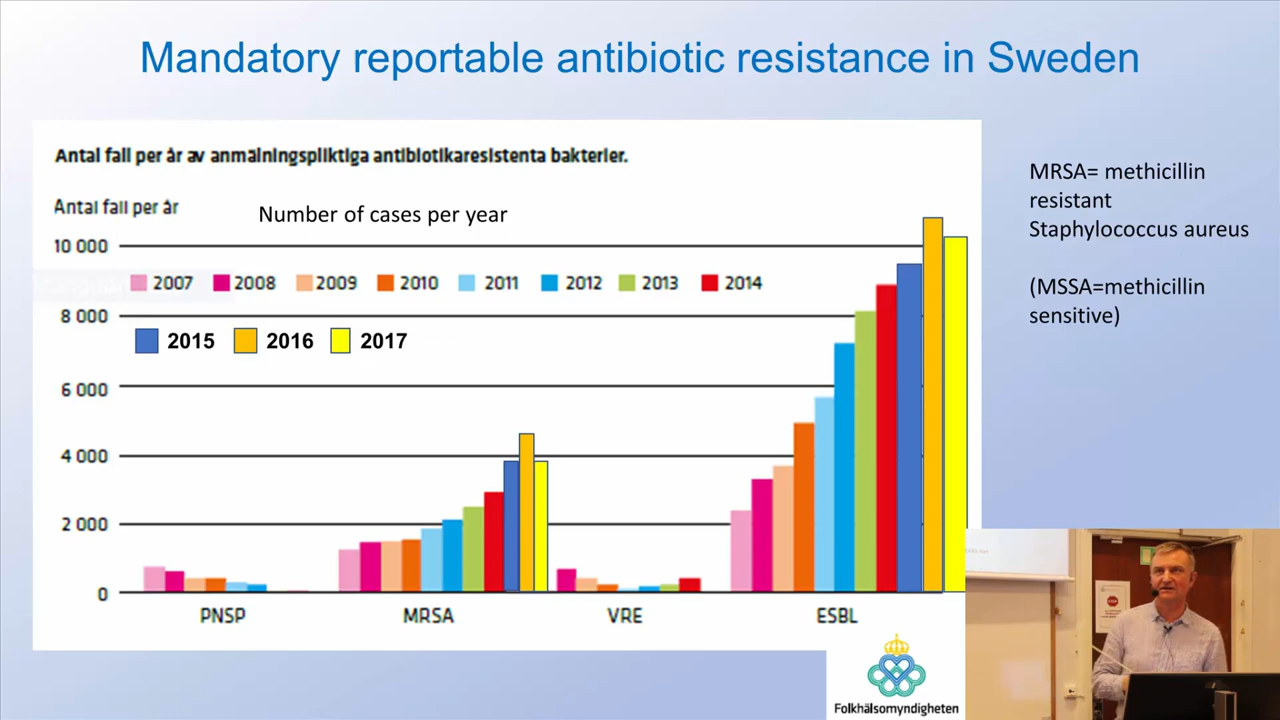 Mandatory reportable antibiotic resistance in Sweden
Antal fall per år av anmälningspliktiga antibiotikaresistenta bakterier.
Antal fall per år
Number of cases per year
10 000
2007 2008 2009 2010 2011 2012 2013 2014
8 000
2015 2016 2017
6 000
4 000
2 000
0
PNSP MRSA VRE ESBL
MRSA= methicillin
resistant
Staphylococcus aureus
(MSSA=methicillin
sensitive)
Folkhälsomyndigheten
STOP